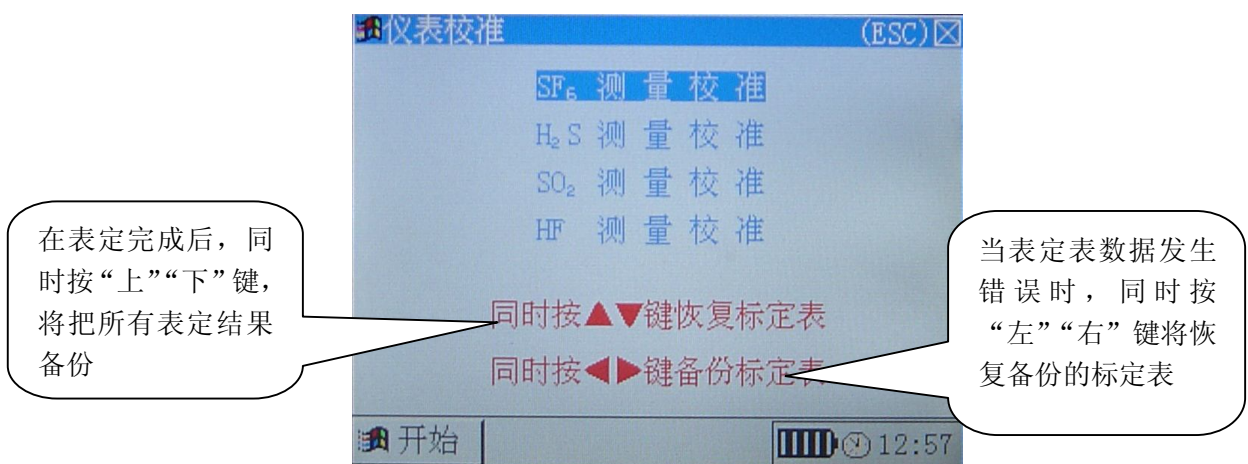 仪表校准 (ESC)
SF₆ 测量校准
H₂S 测量校准
SO₂ 测量校准
HF 测量校准
同时按▲▼键恢复标定表
同时按◀▶键备份标定表
开始 12:57
在表定完成后，同
时按“上”“下”键，
将把所有表定结果
备份
当表定表数据发生
错误时，同时按
“左”“右”键将恢
复备份的标定表